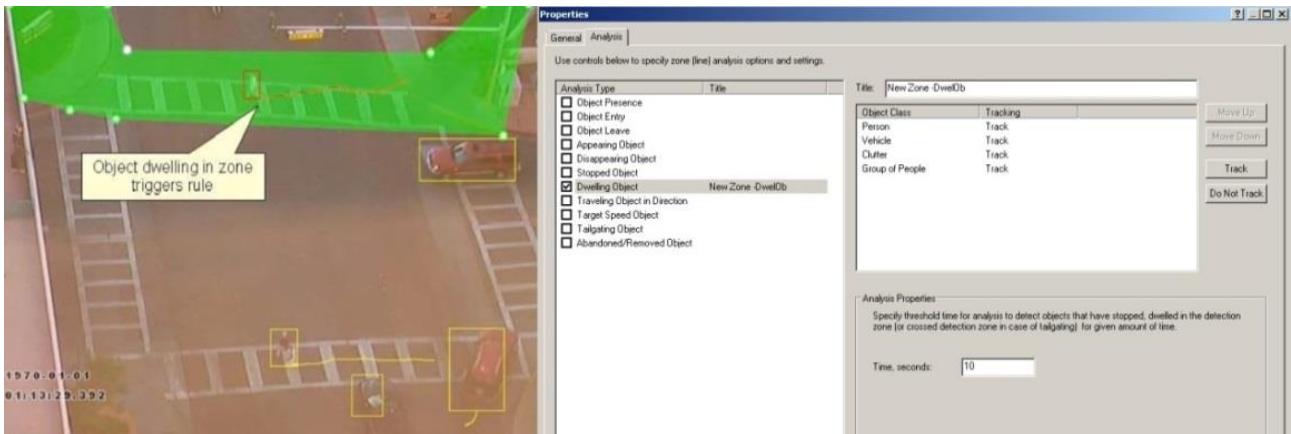 Object dwelling in zone
triggers rule
1970-01-01
01:13:29.392
Properties
General Analysis
Use controls below to specify zone (line) analysis options and settings.
Analysis Type Title
Object Presence
Object Entry
Object Leave
Appearing Object
Disappearing Object
Stopped Object
Dwelling Object New Zone -DwelOb
Traveling Object in Direction
Target Speed Object
Tailgating Object
Abandoned/Removed Object
Title: New Zone -DwelOb
Object Class Tracking
Person Track
Vehicle Track
Clutter Track
Group of People Track
Move Up
Move Down
Track
Do Not Track
Analysis Properties
Specify threshold time for analysis to detect objects that have stopped, dwelled in the detection
zone (or crossed detection zone in case of tailgating) for given amount of time.
Time, seconds: 10